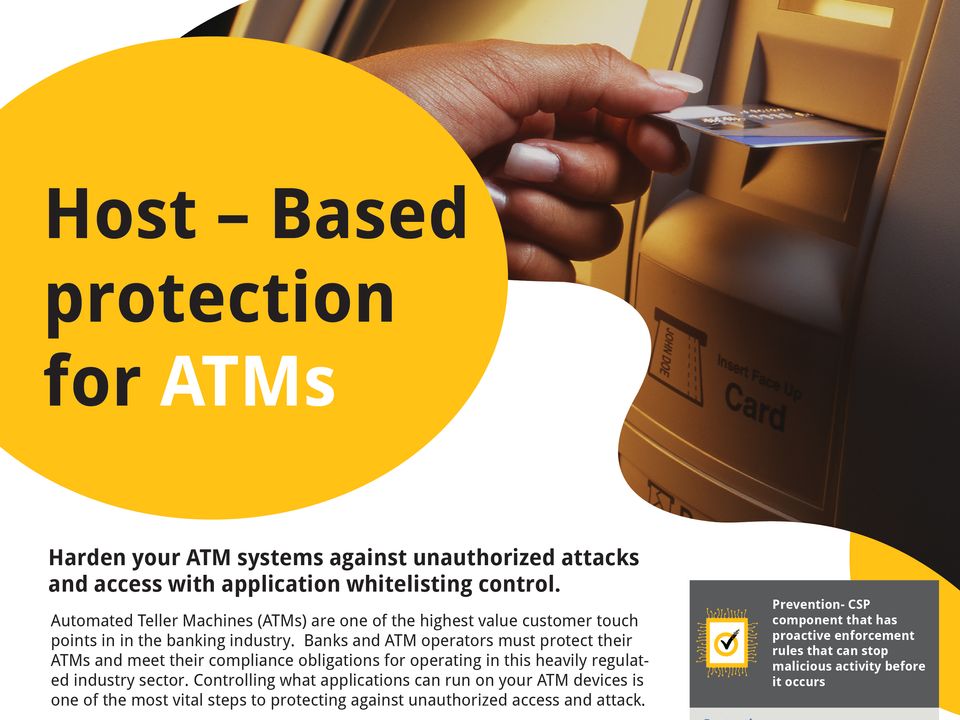 Host – Based
protection
for ATMs
JOHN DOE
Insert Face Up
Card
Harden your ATM systems against unauthorized attacks
and access with application whitelisting control.
Automated Teller Machines (ATMs) are one of the highest value customer touch
points in in the banking industry.  Banks and ATM operators must protect their
ATMs and meet their compliance obligations for operating in this heavily regulat-
ed industry sector. Controlling what applications can run on your ATM devices is
one of the most vital steps to protecting against unauthorized access and attack.
Prevention- CSP
component that has
proactive enforcement
rules that can stop
malicious activity before
it occurs